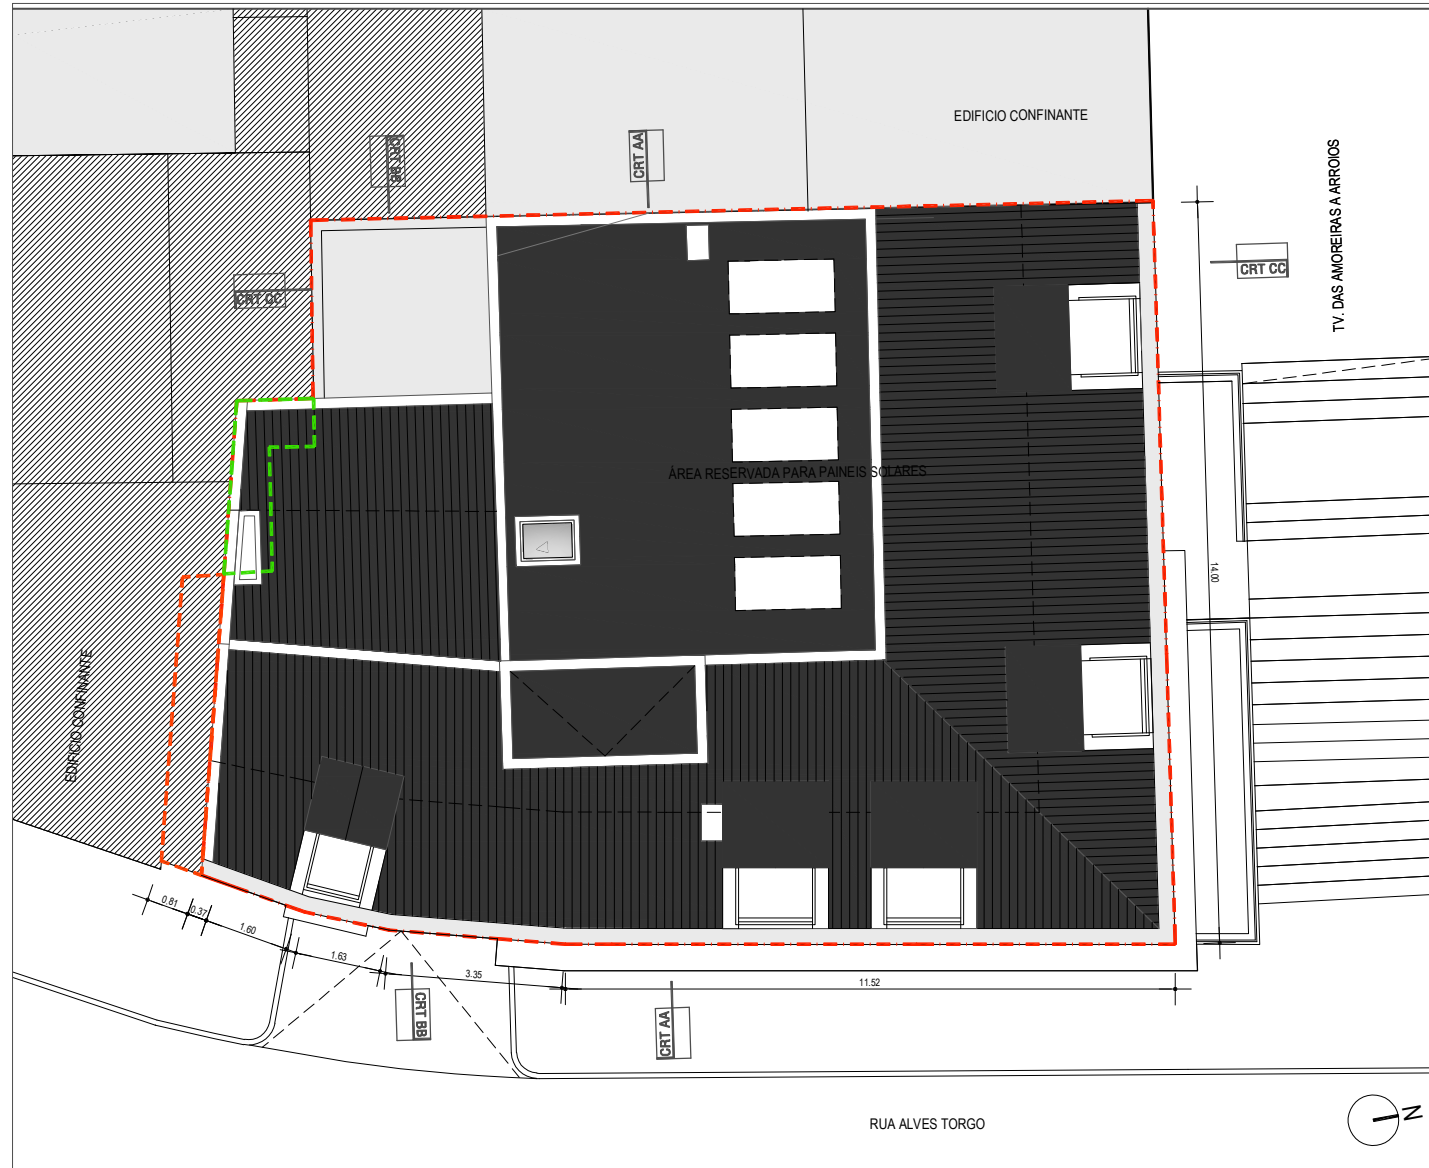 EDIFICIO CONFINANTE
CRT BB
CRT AA
TV. DAS AMOREIRAS A ARROIOS
CRT CC
CRT CC
ÁREA RESERVADA PARA PAINEIS SOLARES
14.00
EDIFICIO CONFINANTE
0.81
0.37
1.60
1.63
3.35
11.52
CRT BB
CRT AA
RUA ALVES TORGO
N